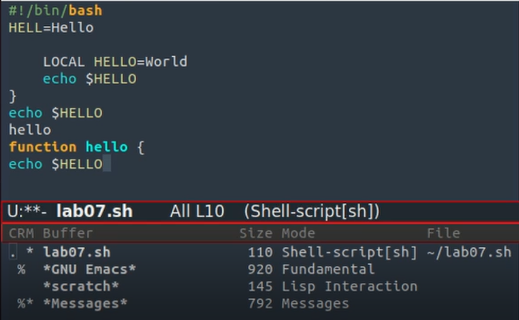 #!/bin/bash
HELL=Hello
LOCAL HELLO=World
echo $HELLO
}
echo $HELLO
hello
function hello {
echo $HELLO
U:**- lab07.sh All L10 (Shell-script[sh])
CRM Buffer Size Mode File
. * lab07.sh 110 Shell-script[sh] ~/lab07.sh
% *GNU Emacs* 920 Fundamental
*scratch* 145 Lisp Interaction
%* *Messages* 792 Messages